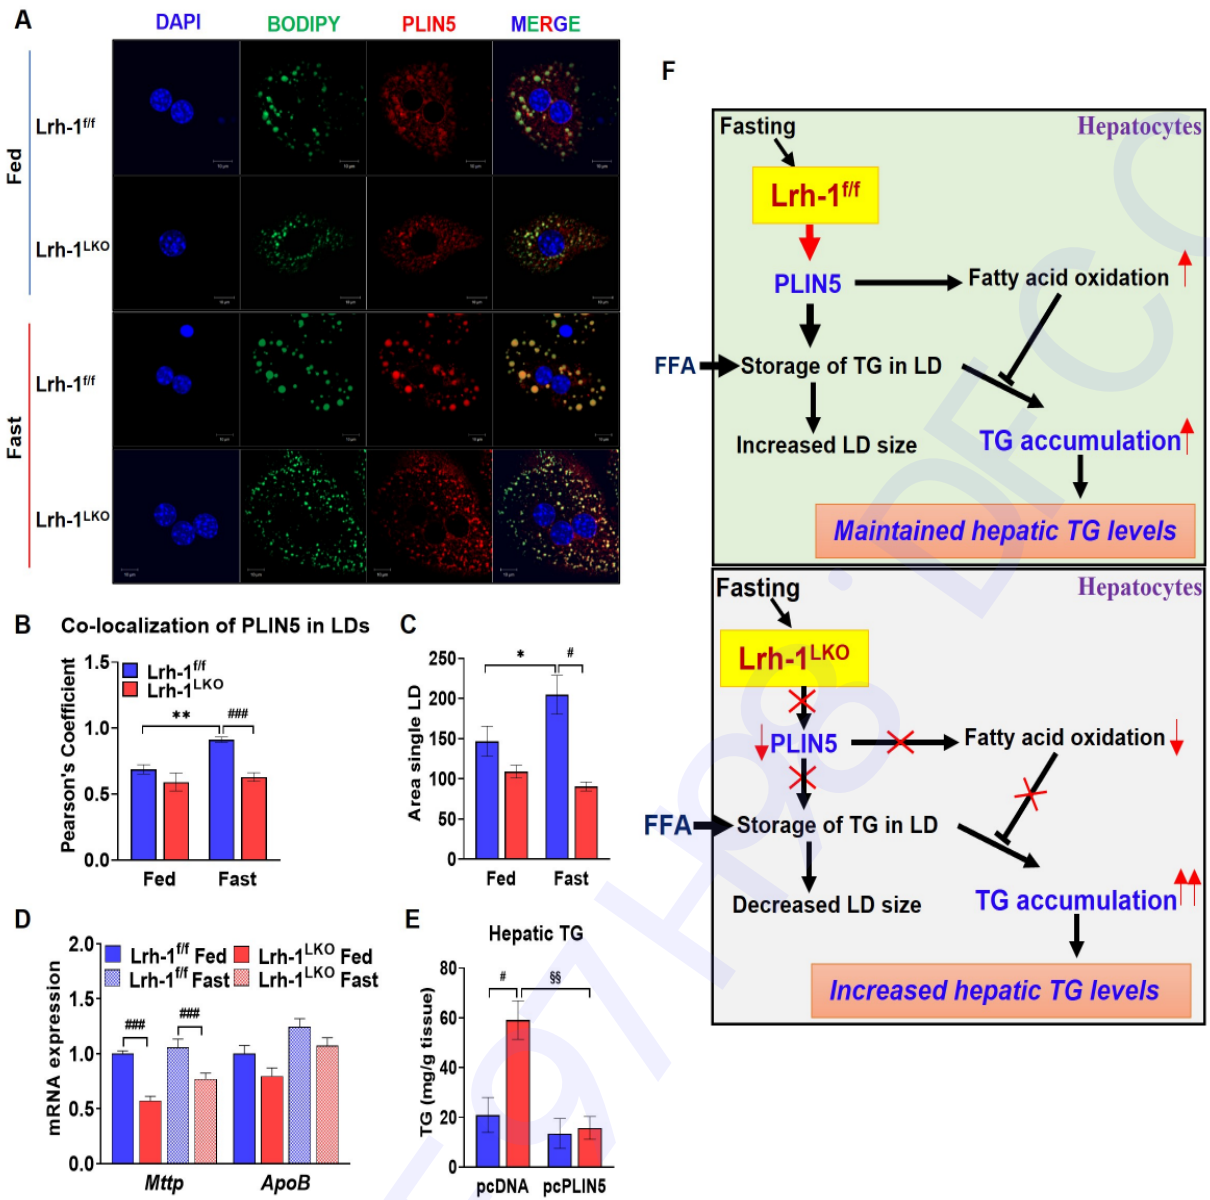 A
DAPI BODIPY PLIN5 MERGE
Fed
Lrh-1f/f
Lrh-1LKO
Fast
Lrh-1f/f
Lrh-1LKO
B
Co-localization of PLIN5 in LDs
Pearson's Coefficient
1.5
1.0
0.5
0.0
Lrh-1f/f
Lrh-1LKO
**
###
Fed Fast
C
Area single LD
250
200
150
100
50
0
*
#
Fed Fast
D
mRNA expression
2.0
1.5
1.0
0.5
0.0
Lrh-1f/f Fed
Lrh-1LKO Fed
Lrh-1f/f Fast
Lrh-1LKO Fast
###
###
Mttp ApoB
E
Hepatic TG
TG (mg/g tissue)
80
60
40
20
0
#
§§
pcDNA pcPLIN5
F
Fasting
Hepatocytes
Lrh-1f/f
PLIN5
Fatty acid oxidation
FFA
Storage of TG in LD
Increased LD size
TG accumulation
Maintained hepatic TG levels
Fasting
Hepatocytes
Lrh-1LKO
PLIN5
Fatty acid oxidation
FFA
Storage of TG in LD
Decreased LD size
TG accumulation
Increased hepatic TG levels